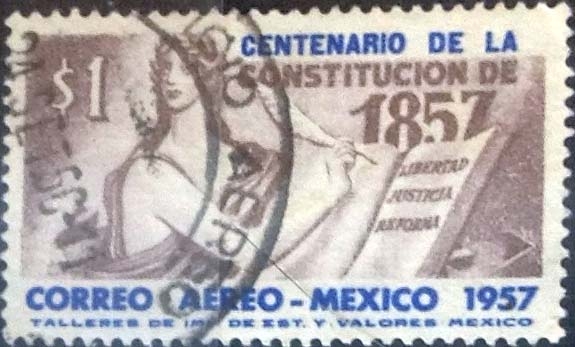 CENTENARIO DE LA
CONSTITUCION DE
1857
$1
LIBERTAD
JUSTICIA
REFORMA
CORREO AEREO - MEXICO 1957
TALLERES DE IMP. DE EST. Y VALORES MEXICO
AEREO